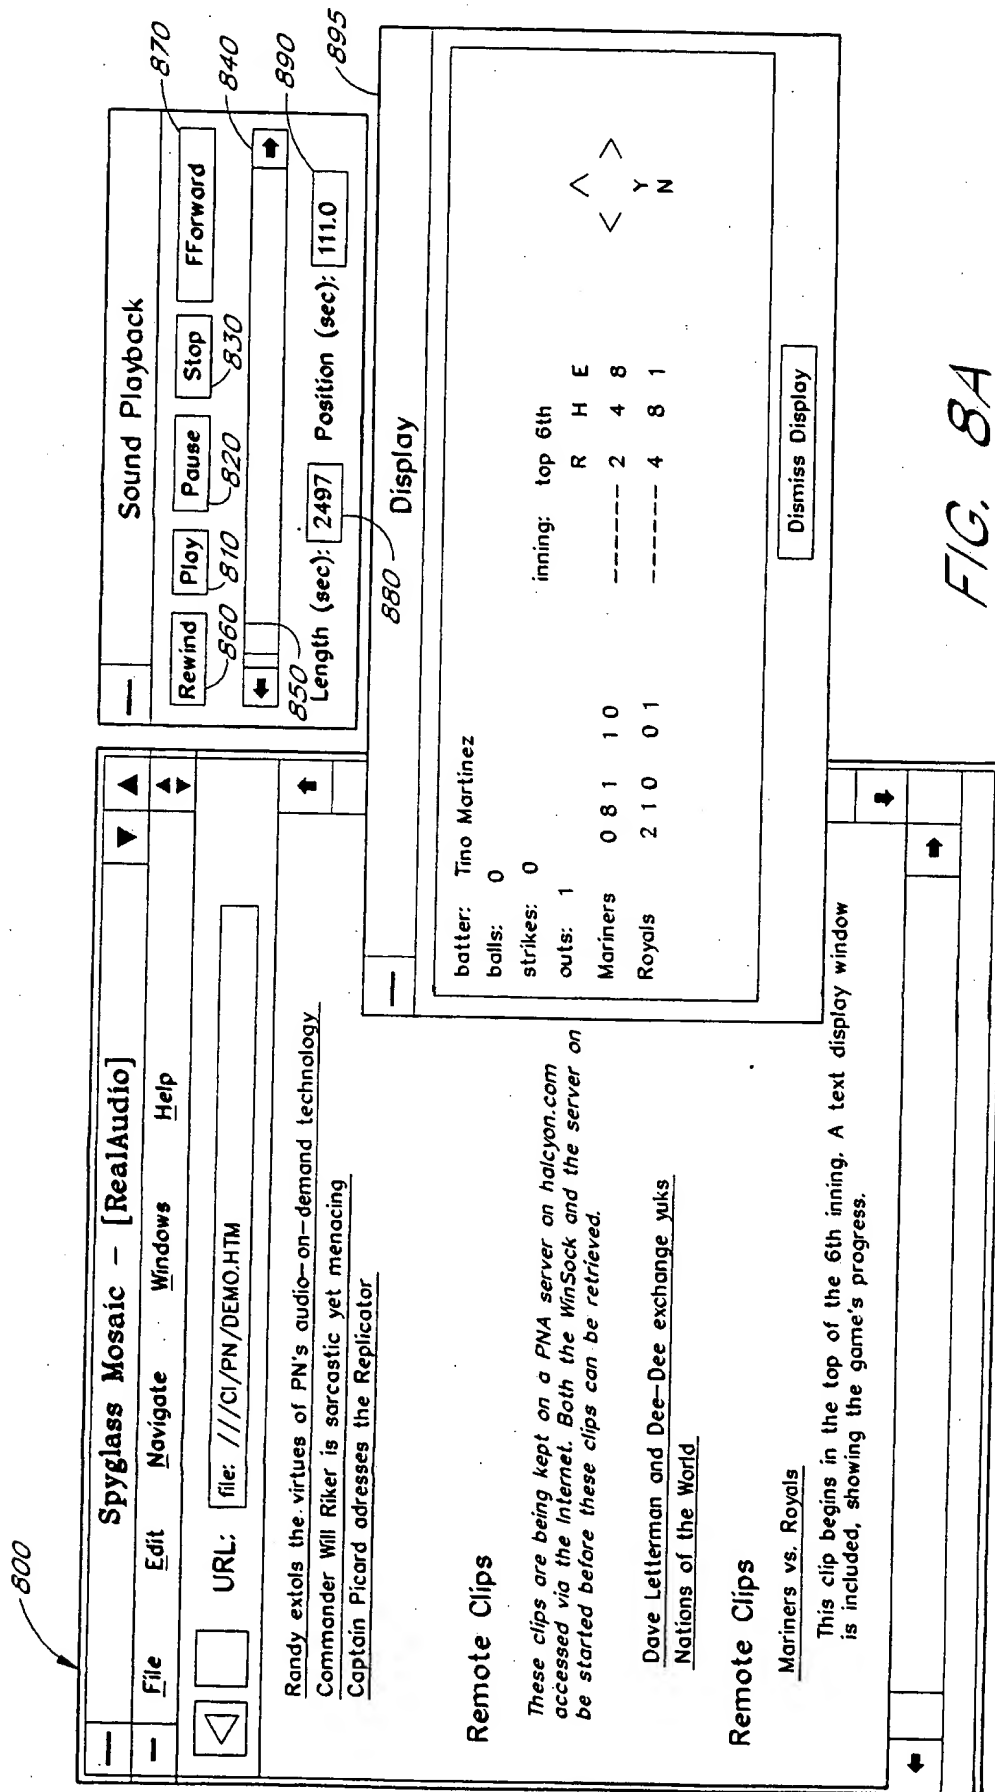 800
Spyglass Mosaic — [RealAudio]
File Edit Navigate Windows Help
URL: file: ///CI/PN/DEMO.HTM
Randy extols the virtues of PN's audio-on-demand technology
Commander Will Riker is sarcastic yet menacing
Captain Picard adresses the Replicator
Remote Clips
These clips are being kept on a PNA server on halcyon.com
accessed via the Internet. Both the WinSock and the server on
be started before these clips can be retrieved.
Dave Letterman and Dee-Dee exchange yuks
Nations of the World
Remote Clips
Mariners vs. Royals
This clip begins in the top of the 6th inning. A text display window
is included, showing the game's progress.
Sound Playback
Rewind Play Pause Stop FForward
860 810 820 830 870
840
850
Length (sec): 2497 Position (sec): 111.0
880 890
895
Display
batter: Tino Martinez
balls: 0
strikes: 0
outs: 1
inning: top 6th
R H E
Mariners 0 8 1 1 0 ------ 2 4 8
Royals 2 1 0 0 1 ------ 4 8 1
< ^ >
Y
N
Dismiss Display
FIG. 8A